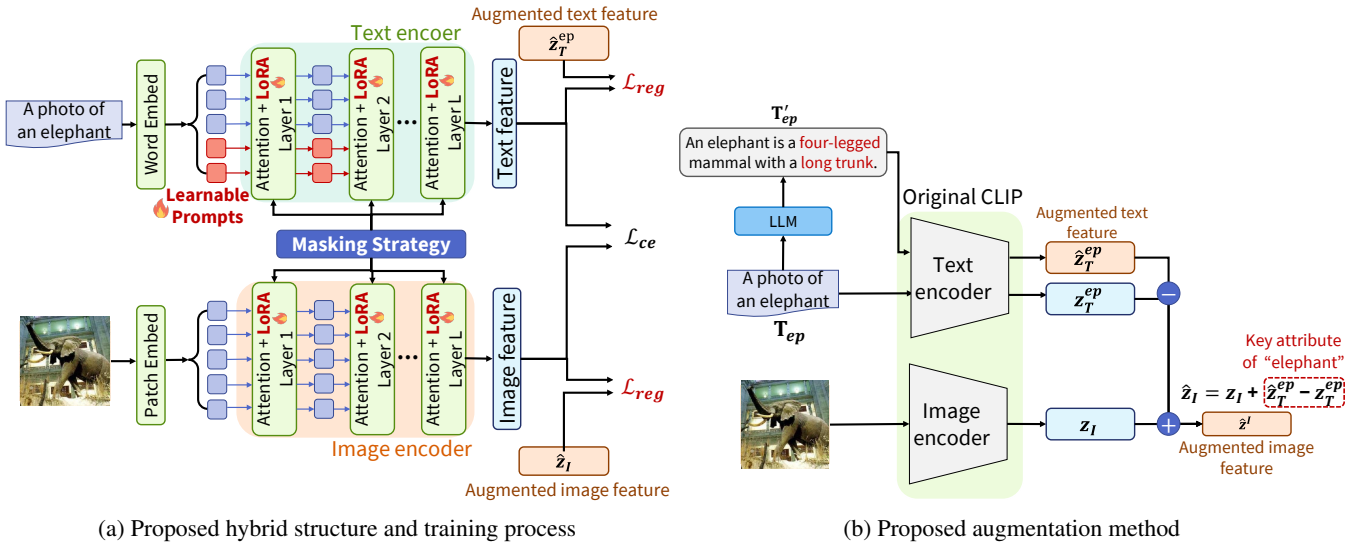 Augmented text feature
Text encoer
ẑ_T^ep
A photo of
an elephant
Word Embed
Attention + LoRA
Layer 1
Attention + LoRA
Layer 2
...
Attention + LoRA
Layer L
Text feature
ℒ_reg
Learnable
Prompts
Masking Strategy
ℒ_ce
Patch Embed
Attention + LoRA
Layer 1
Attention + LoRA
Layer 2
...
Attention + LoRA
Layer L
Image feature
ℒ_reg
Image encoder
ẑ_I
Augmented image feature
(a) Proposed hybrid structure and training process
T′_ep
An elephant is a four-legged
mammal with a long trunk.
LLM
A photo of
an elephant
T_ep
Original CLIP
Text
encoder
Image
encoder
Augmented text
feature
ẑ_T^ep
z_T^ep
−
Key attribute
of “elephant”
ẑ_I = z_I + ẑ_T^ep − z_T^ep
z_I
+
ẑ^I
Augmented image
feature
(b) Proposed augmentation method